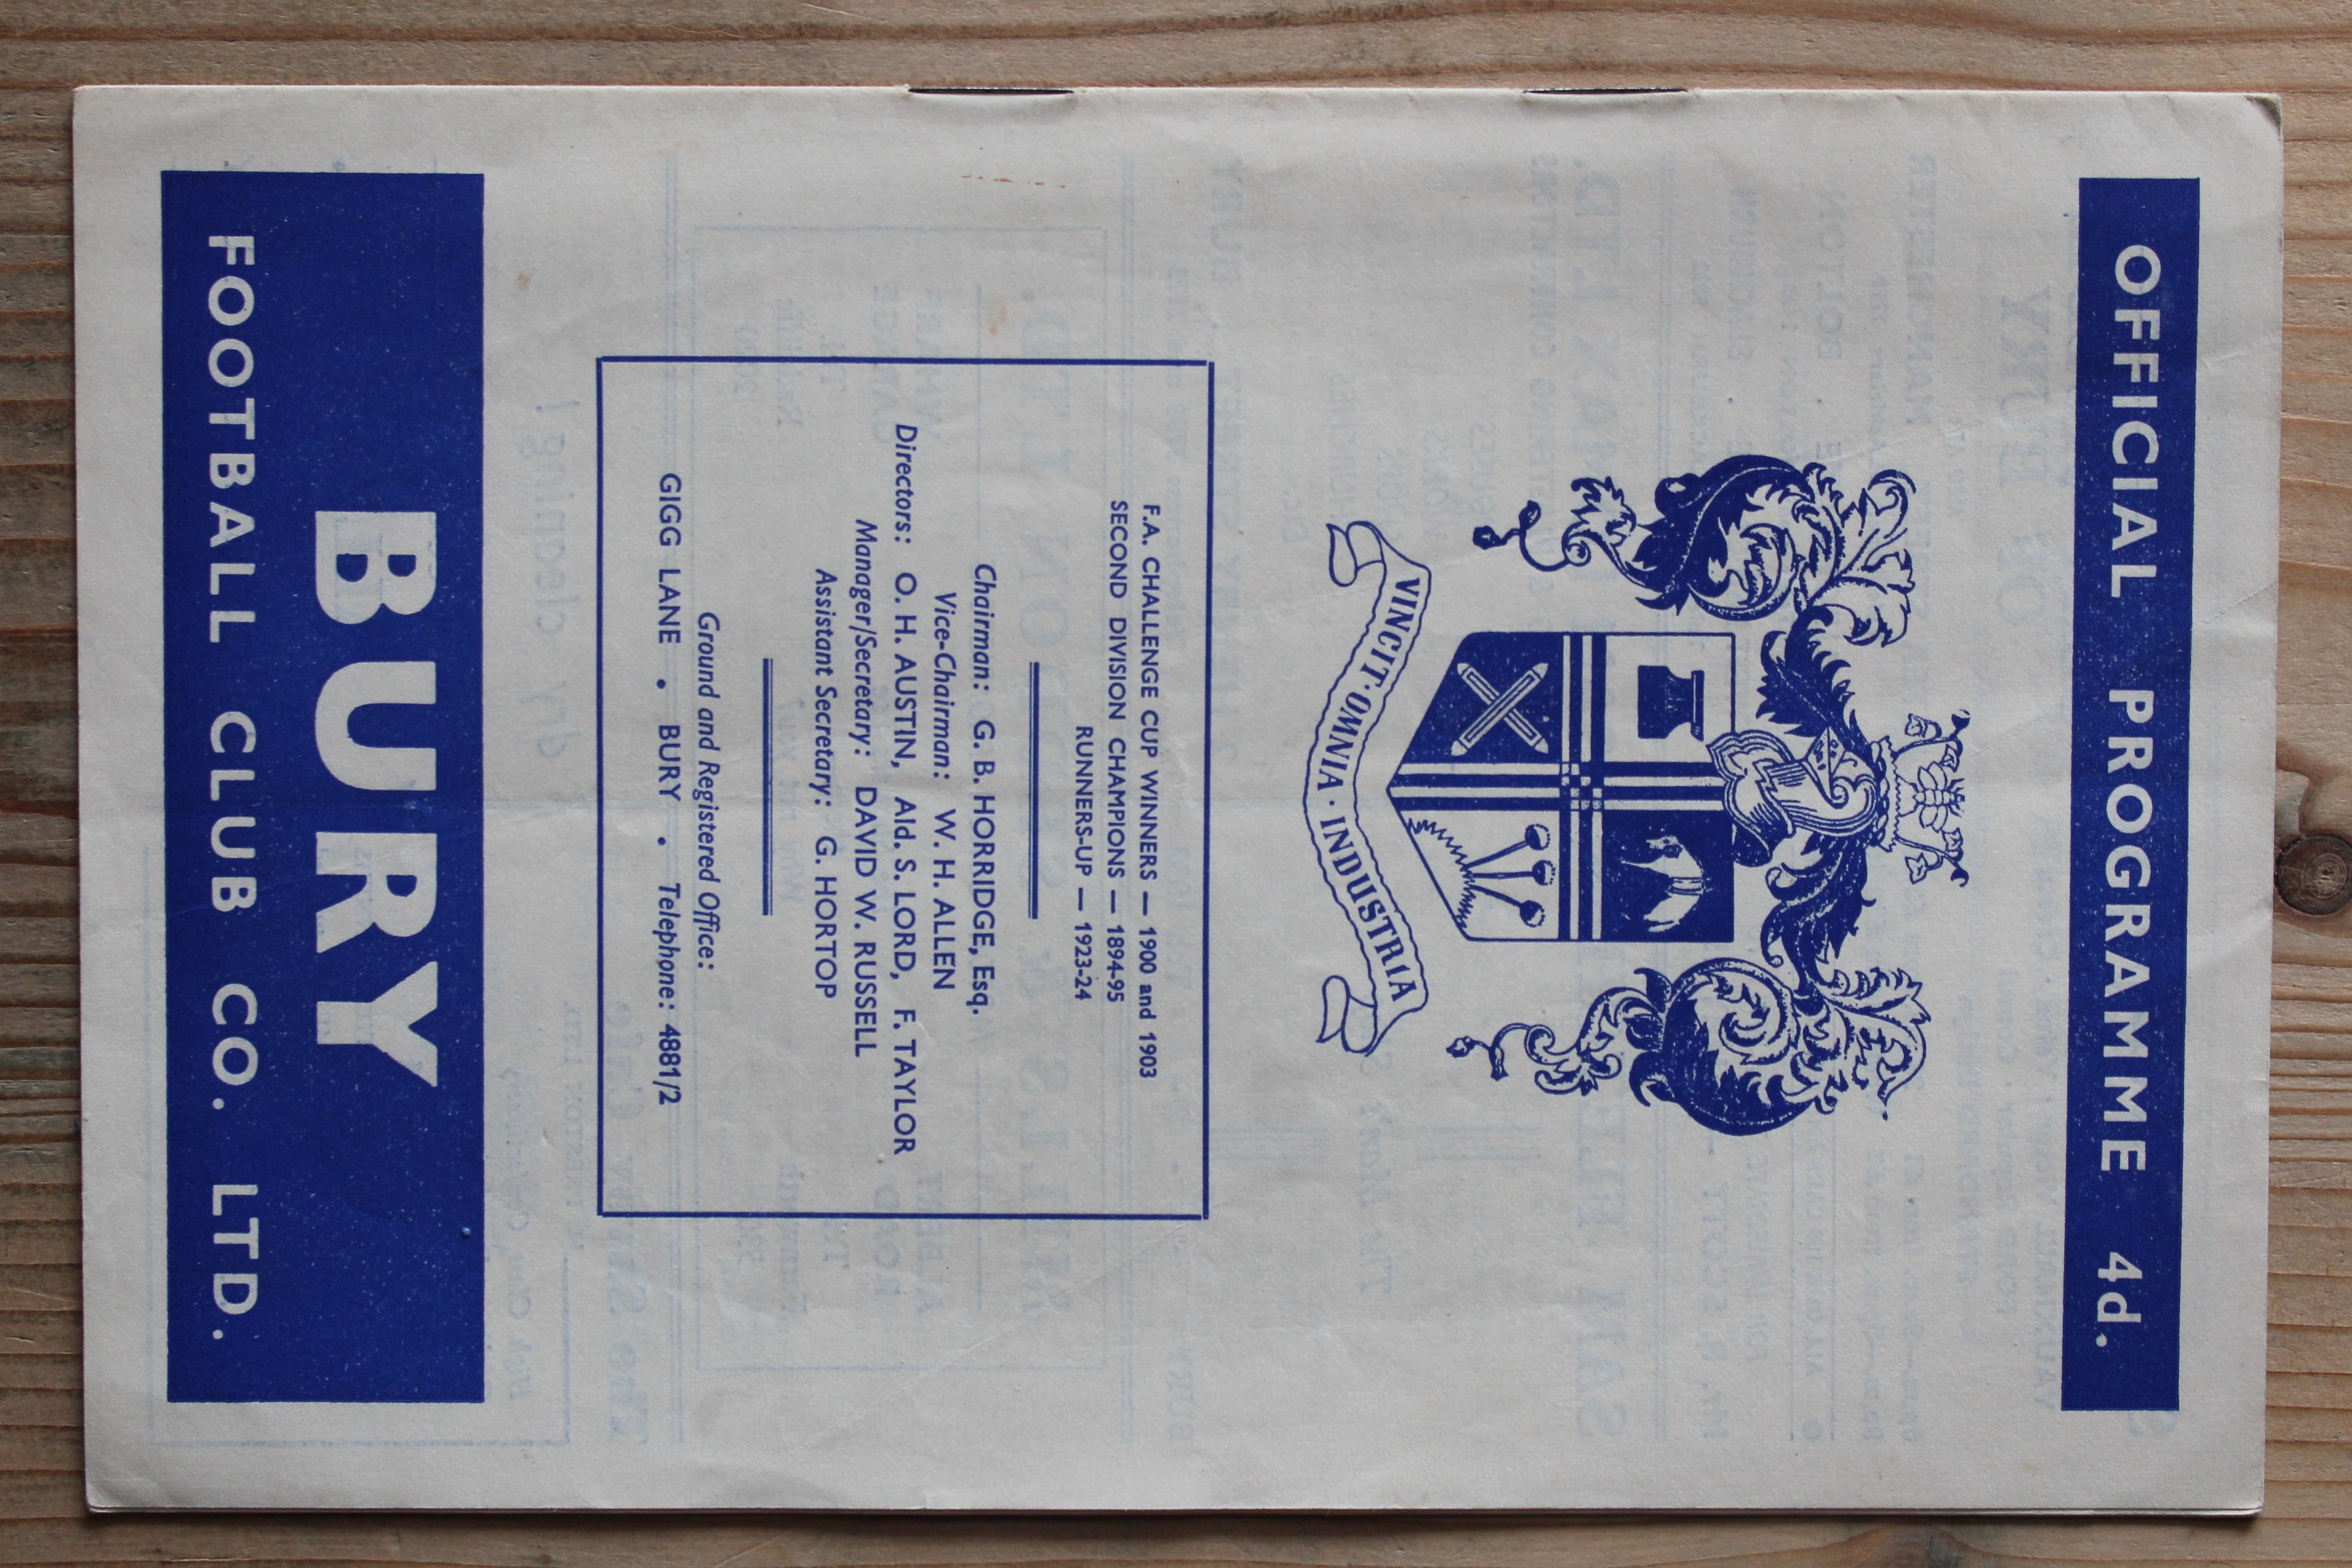 OFFICIAL PROGRAMME 4d.
VINCIT · OMNIA · INDUSTRIA
F.A. CHALLENGE CUP WINNERS — 1900 and 1903
SECOND DIVISION CHAMPIONS — 1894-95
RUNNERS-UP — 1923-24
Chairman: G. B. HORRIDGE, Esq.
Vice-Chairman: W. H. ALLEN
Directors: O. H. AUSTIN, Ald. S. LORD, F. TAYLOR
Manager/Secretary: DAVID W. RUSSELL
Assistant Secretary: G. HORTOP
Ground and Registered Office:
GIGG LANE . BURY . Telephone: 4881/2
BURY
FOOTBALL CLUB CO. LTD.